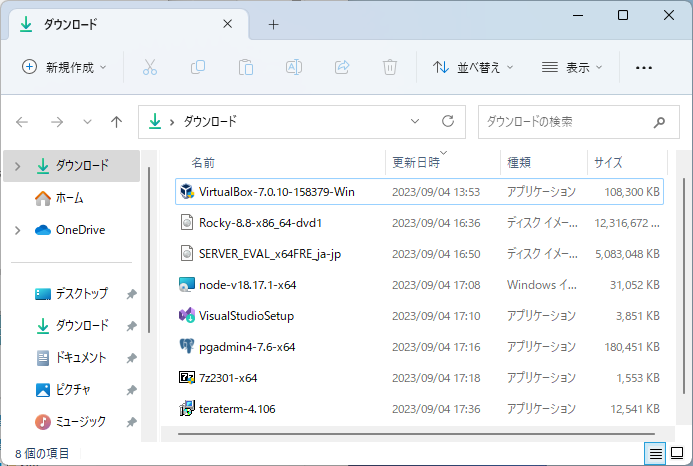 ダウンロード
新規作成
並べ替え
表示
ダウンロード
ダウンロードの検索
ダウンロード
ホーム
OneDrive
デスクトップ
ダウンロード
ドキュメント
ピクチャ
ミュージック
名前 更新日時 種類 サイズ
VirtualBox-7.0.10-158379-Win 2023/09/04 13:53 アプリケーション 108,300 KB
Rocky-8.8-x86_64-dvd1 2023/09/04 16:36 ディスク イメー... 12,316,672 ...
SERVER_EVAL_x64FRE_ja-jp 2023/09/04 16:50 ディスク イメー... 5,083,048 KB
node-v18.17.1-x64 2023/09/04 17:08 Windows イ... 31,052 KB
VisualStudioSetup 2023/09/04 17:10 アプリケーション 3,851 KB
pgadmin4-7.6-x64 2023/09/04 17:16 アプリケーション 180,451 KB
7z2301-x64 2023/09/04 17:18 アプリケーション 1,553 KB
teraterm-4.106 2023/09/04 17:36 アプリケーション 12,541 KB
8 個の項目